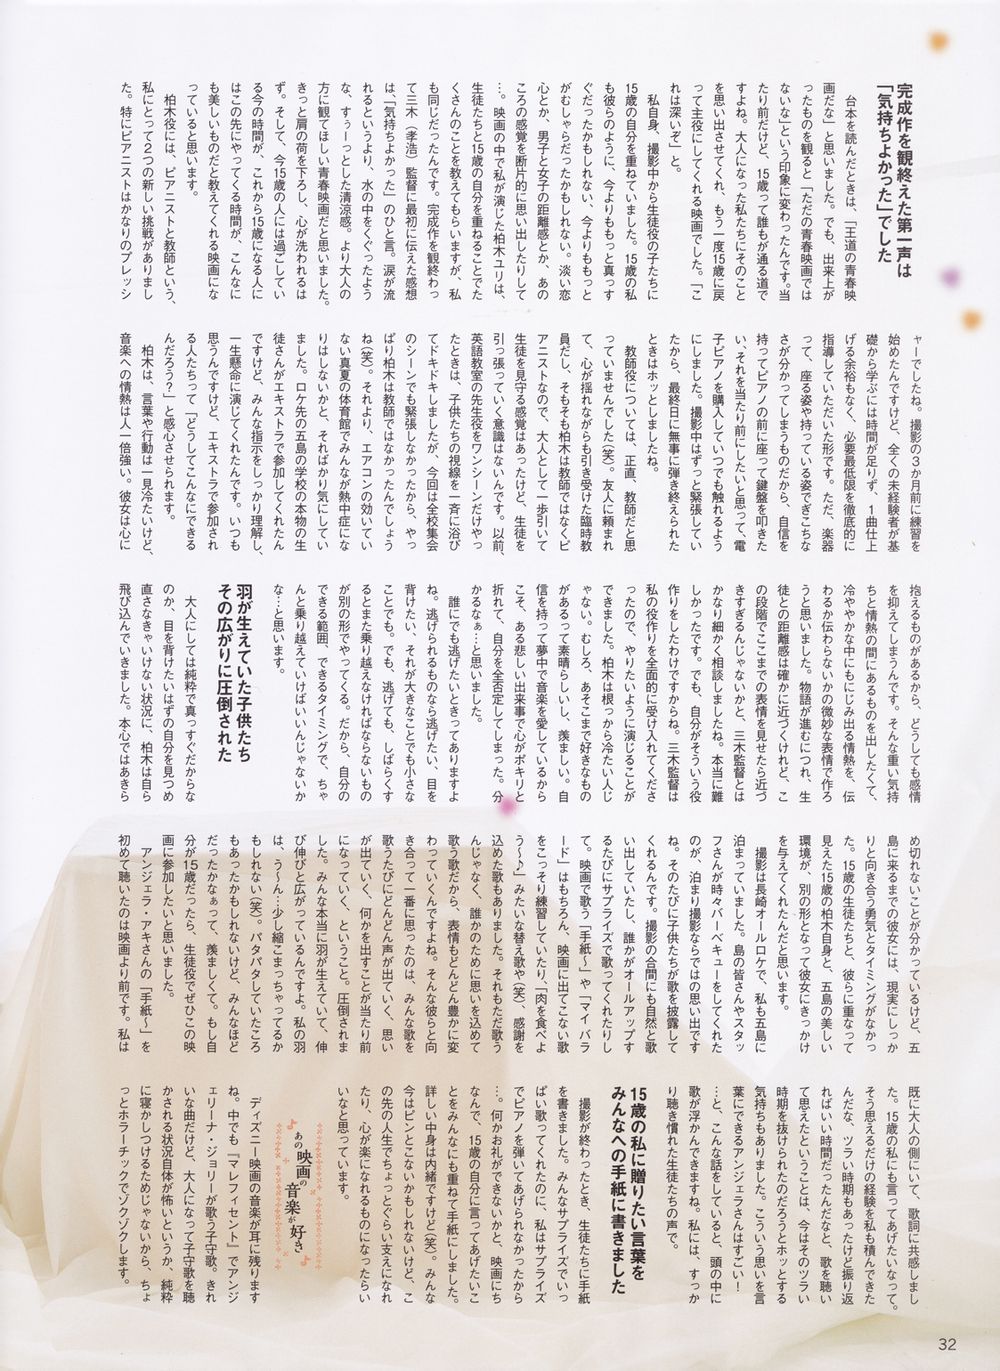 完成作を観終えた第一声は
「気持ちよかった」でした
台本を読んだときは、「王道の青春映
画だな」と思いました。でも、出来上が
ったものを観ると「ただの青春映画では
ないな」という印象に変わったんです。当
たり前だけど、15歳って誰もが通る道で
すよね。大人になった私たちにそのこと
を思い出させてくれ、もう一度15歳に戻
って主役にしてくれる映画でした。「こ
れは深いぞ」と。
私自身、撮影中から生徒役の子たちに
15歳の自分を重ねていました。15歳の私
も彼らのように、今よりももっと真っす
ぐだったかもしれない、今よりももっと
がむしゃらだったかもしれない。淡い恋
心とか、男子と女子の距離感とか、あの
ころの感覚を断片的に思い出したりして
…。映画の中で私が演じた柏木ユリは、
生徒たちと15歳の自分を重ねることでた
くさんのことを教えてもらいますが、私
も同じだったんです。完成作を観終わっ
て三木（孝浩）監督に最初に伝えた感想
は、「気持ちよかった」のひと言。涙が流
れるというより、水の中をくぐったよう
な、すぅーっとした清涼感。より大人の
方に観てほしい青春映画だと思いました。
きっと肩の荷を下ろし、心が洗われるは
ず。そして、今15歳の人には過ごしてい
る今の時間が、これから15歳になる人に
はこの先にやってくる時間が、こんなに
も美しいものだと教えてくれる映画にな
っていると思います。
柏木役には、ピアニストと教師という、
私にとって2つの新しい挑戦がありまし
た。特にピアニストはかなりのプレッシ
ャーでしたね。撮影の3か月前に練習を
始めたんですけど、全くの未経験者が基
礎から学ぶには時間が足りず、1曲仕上
げる余裕もなく、必要最低限を徹底的に
指導していただいた形です。ただ、楽器
って、座る姿や持っている姿でぎこちな
さが分かってしまうものだから、自信を
持ってピアノの前に座って鍵盤を叩きた
い、それを当たり前にしたいと思って、電
子ピアノを購入していつでも触れるよう
にしました。撮影中はずっと緊張してい
たから、最終日に無事に弾き終えられた
ときはホッとしましたね。
教師役については、正直、教師だと思
っていませんでした（笑）。友人に頼まれ
て、心が揺れながらも引き受けた臨時教
員だし、そもそも柏木は教師ではなくピ
アニストなので、大人として一歩引いて
生徒を見守る感覚はあったけど、生徒を
引っ張っていく意識はないんです。以前、
英語教室の先生役をワンシーンだけやっ
たときは、子供たちの視線を一斉に浴び
てドキドキしましたが、今回は全校集会
のシーンでも緊張しなかったから、やっ
ぱり柏木は教師ではなかったんでしょう
ね（笑）。それより、エアコンの効いてい
ない真夏の体育館でみんなが熱中症にな
りはしないかと、そればかり気にしてい
ました。ロケ先の五島の学校の本物の生
徒さんがエキストラで参加してくれたん
ですけど、みんな指示をしっかり理解し、
一生懸命に演じてくれたんです。いつも
思うんですけど、エキストラで参加され
る人たちって「どうしてこんなにできる
んだろう？」と感心させられます。
柏木は、言葉や行動は一見冷たいけど、
音楽への情熱は人一倍強い。彼女は心に
抱えるものがあるから、どうしても感情
を抑えてしまうんです。そんな重い気持
ちと情熱の間にあるものを出したくて、
冷ややかな中にもにじみ出る情熱を、伝
わるか伝わらないかの微妙な表情で作ろ
うと思いました。物語が進むにつれ、生
徒との距離感は確かに近づくけれど、こ
の段階でここまでの表情を見せたら近づ
きすぎるんじゃないかと、三木監督とは
かなり細かく相談しましたね。本当に難
しかったです。でも、自分がそういう役
作りをしたわけですからね。三木監督は
私の役作りを全面的に受け入れてくださ
ったので、やりたいように演じることが
できました。柏木は根っから冷たい人じ
ゃない。むしろ、あそこまで好きなもの
があるって素晴らしいし、羨ましい。自
信を持って夢中で音楽を愛しているから
こそ、ある悲しい出来事で心がボキリと
折れて、自分を全否定してしまった。分
かるなぁ…と思いました。
誰にでも逃げたいときってありますよ
ね。逃げられるものなら逃げたい、目を
背けたい、それが大きなことでも小さな
ことでも。でも、逃げても、しばらくす
るとまた乗り越えなければならないもの
が別の形でやってくる。だから、自分の
できる範囲、できるタイミングで、ちゃ
んと乗り越えていけばいいんじゃないか
な…と思います。
羽が生えていた子供たち
その広がりに圧倒された
大人にしては純粋で真っすぐだからな
のか、目を背けたいはずの自分を見つめ
直さなきゃいけない状況に、柏木は自ら
飛び込んでいきました。本心ではあきら
め切れないことが分かっているけど、五
島に来るまでの彼女には、現実にしっか
りと向き合う勇気とタイミングがなかっ
た。15歳の生徒たちと、彼らに重なって
見えた15歳の柏木自身と、五島の美しい
環境が、別の形となって彼女にきっかけ
を与えてくれたんだと思います。
撮影は長崎オールロケで、私も五島に
泊まっていました。島の皆さんやスタッ
フさんが時々バーベキューをしてくれた
のが、泊まり撮影ならではの思い出です
ね。そのたびに子供たちが歌を披露して
くれるんです。撮影の合間にも自然と歌
い出していたし、誰かがオールアップす
るたびにサプライズで歌ってくれたりし
て。映画で歌う「手紙～」や「マイ バラ
ード」はもちろん、映画に出てこない歌
をこっそり練習していたり、「肉を食べよ
う～♪」みたいな替え歌や（笑）、感謝を
込めた歌もありました。それもただ歌う
んじゃなく、誰かのために思いを込めて
歌う歌だから、表情もどんどん豊かに変
わっていくんですよね。そんな彼らと向
き合って一番に思ったのは、みんな歌を
歌うたびにどんどん声が出ていく、思い
が出ていく、何かを出すことが当たり前
になっていく、ということ。圧倒されま
した。みんな本当に羽が生えていて、伸
び伸びと広がっているんですよ。私の羽
は、う～ん…少し縮こまっちゃってるか
もしれない（笑）。パタパタしていたころ
もあったかもしれないけど、みんなほど
だったかなぁって、羨ましくて。もし自
分が15歳だったら、生徒役でぜひこの映
画に参加したいと思いました。
アンジェラ・アキさんの「手紙～」を
初めて聴いたのは映画より前です。私は
既に大人の側にいて、歌詞に共感しまし
た。15歳の私にも言ってあげたいなって。
そう思えるだけの経験を私も積んできた
んだな、ツラい時期もあったけど振り返
ればいい時間だったんだなと、歌を聴い
て思えたということは、今はそのツラい
時期を抜けられたのだろうとホッとする
気持ちもありました。こういう思いを言
葉にできるアンジェラさんはすごい！
…と、こんな話をしていると、頭の中に
歌が浮かんできますね。私には、すっか
り聴き慣れた生徒たちの声で。
15歳の私に贈りたい言葉を
みんなへの手紙に書きました
撮影が終わったとき、生徒たちに手紙
を書きました。みんなサプライズでいっ
ぱい歌ってくれたのに、私はサプライズ
でピアノを弾いてあげられなかったから
…。何かお礼ができないかと、映画にち
なんで、15歳の自分に言ってあげたいこ
とをみんなにも重ねて手紙にしました。
詳しい中身は内緒ですけど（笑）。みんな
今はピンとこないかもしれないけど、こ
の先の人生でちょっとぐらい支えになれ
たり、心が楽になれるものになったらい
いなと思っています。
あの映画の
音楽が好き
ディズニー映画の音楽が耳に残ります
ね。中でも『マレフィセント』でアンジ
ェリーナ・ジョリーが歌う子守歌。きれ
いな曲だけど、大人になって子守歌を聴
かされる状況自体が怖いというか、純粋
に寝かしつけるためじゃないから、ちょ
っとホラーチックでゾクゾクします。
32